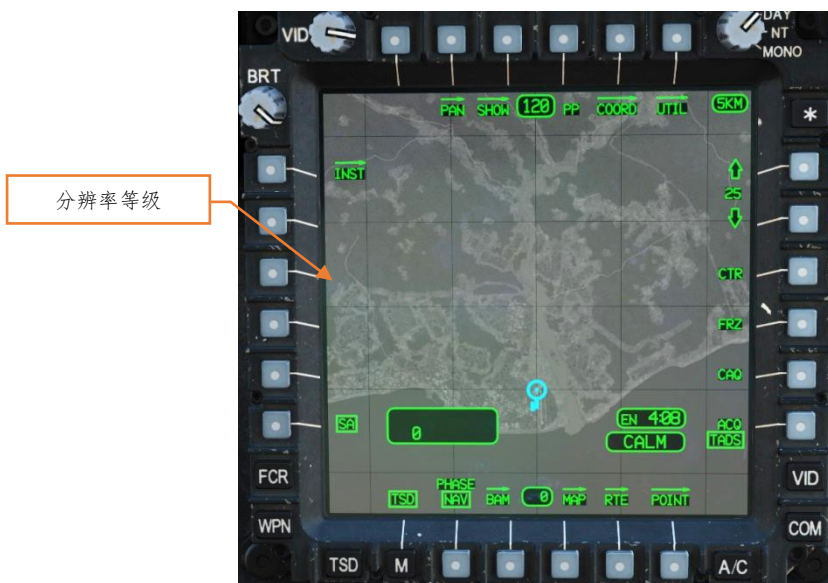 DAY
VID
NT
MONO
BRT
PAN SHOW 120 PP COORD UTIL 5KM
*
INST
25
分辨率等级
CTR
FRZ
CAQ
SA
0
EN 4:08
CALM
ACQ
TADS
FCR
VID
PHASE
TSD NAV BAM 0 MAP RTE POINT
WPN
COM
TSD M A/C